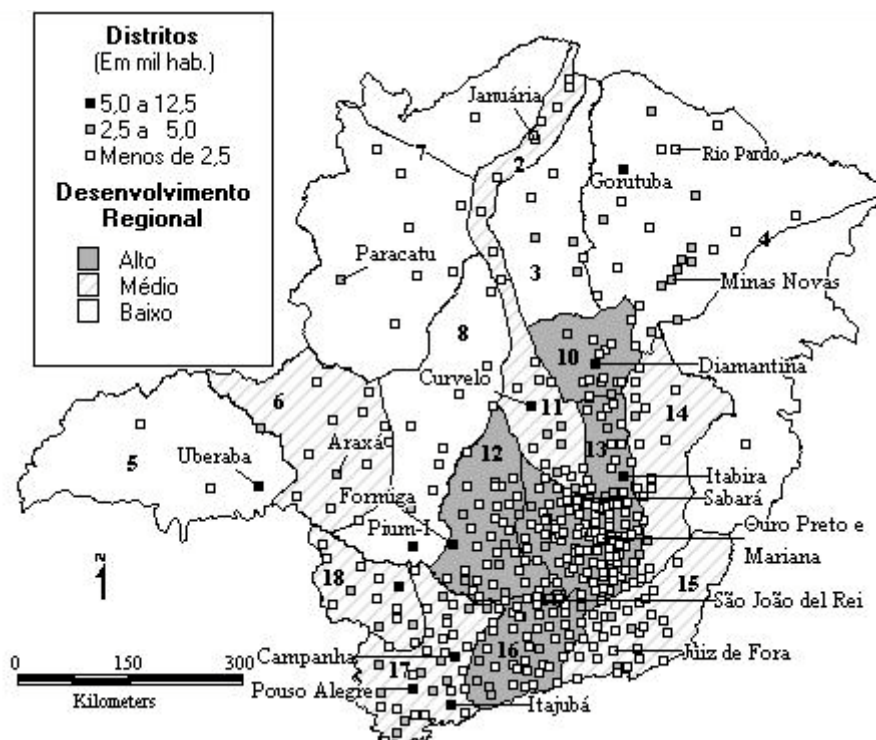 Distritos
(Em mil hab.)
5,0 a 12,5
2,5 a 5,0
Menos de 2,5
Desenvolvimento
Regional
Alto
Médio
Baixo
Januária
7
2
Rio Pardo
Gorutuba
4
Paracatu
3
Minas Novas
8
10
Diamantina
Curvelo
11
6
14
5
Araxá
12
13
Uberaba
Itabira
Formiga
Sabará
Pium-I
Ouro Preto e
Mariana
N
18
15
São João del Rei
0 150 300
Kilometers
Campanha
16
Juiz de Fora
17
Pouso Alegre
Itajubá